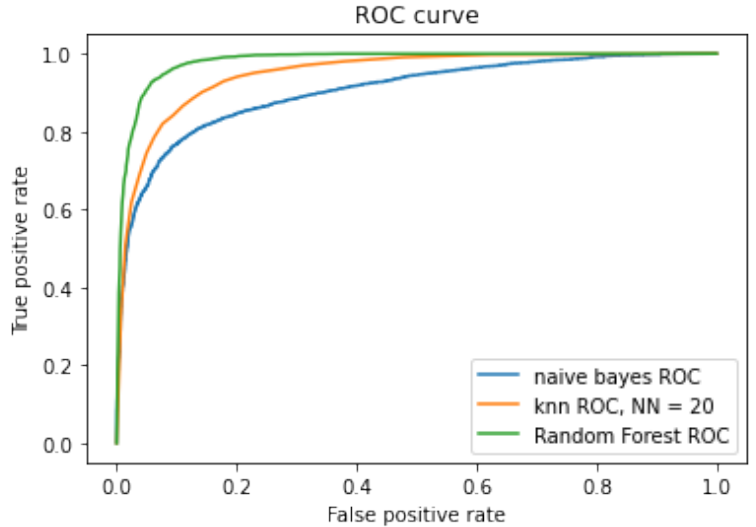 ROC curve
True positive rate
1.0
0.8
0.6
0.4
0.2
0.0
naive bayes ROC
knn ROC, NN = 20
Random Forest ROC
0.0 0.2 0.4 0.6 0.8 1.0
False positive rate